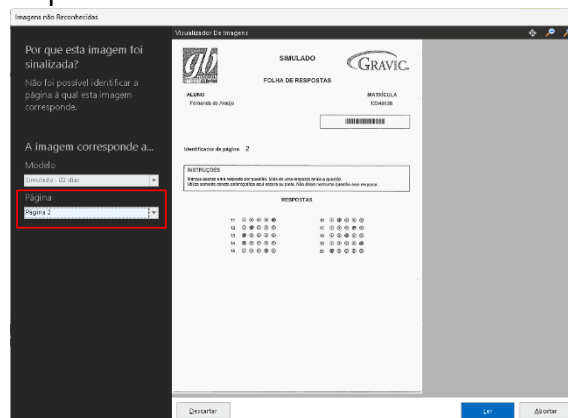 Imagens não Reconhecidas
Visualizador De Imagens
Por que esta imagem foi
sinalizada?
Não foi possível identificar a
página à qual esta imagem
corresponde.
A imagem corresponde a...
Modelo
Simulado - 02 dias
Página
Página 2
SIMULADO
GRAVIC.
FOLHA DE RESPOSTAS
ALUNO
MATRÍCULA
Fernanda de Araújo
Identificador de página 2
INSTRUÇÕES
RESPOSTAS
Descartar
Ler
Abortar